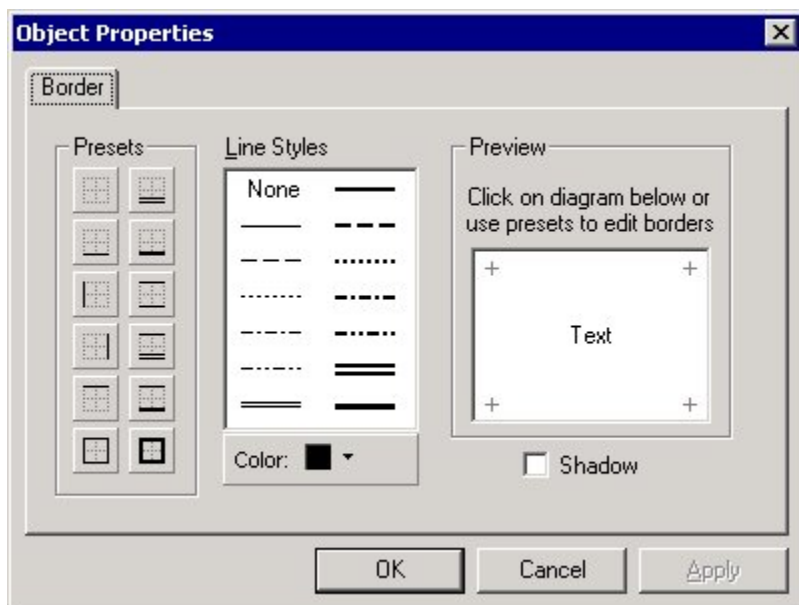 Object Properties
Border
Presets
Line Styles
None
Color:
Preview
Click on diagram below or
use presets to edit borders
Text
Shadow
OK
Cancel
Apply